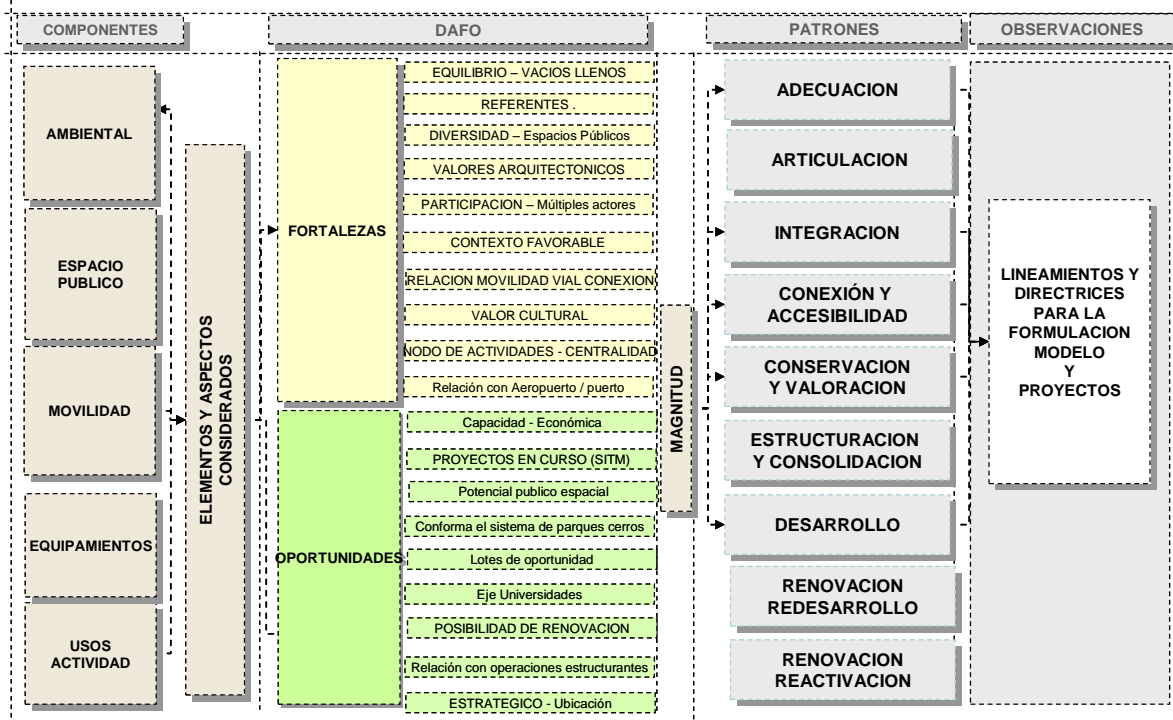 COMPONENTES
DAFO
PATRONES
OBSERVACIONES
AMBIENTAL
ESPACIO
PUBLICO
MOVILIDAD
EQUIPAMIENTOS
USOS
ACTIVIDAD
ELEMENTOS Y ASPECTOS
CONSIDERADOS
FORTALEZAS
EQUILIBRIO – VACIOS LLENOS
REFERENTES .
DIVERSIDAD – Espacios Públicos
VALORES ARQUITECTONICOS
PARTICIPACION – Múltiples actores
CONTEXTO FAVORABLE
RELACION MOVILIDAD VIAL CONEXION
VALOR CULTURAL
NODO DE ACTIVIDADES - CENTRALIDAD
Relación con Aeropuerto / puerto
OPORTUNIDADES
Capacidad - Económica
PROYECTOS EN CURSO (SITM)
Potencial publico espacial
Conforma el sistema de parques cerros
Lotes de oportunidad
Eje Universidades
POSIBILIDAD DE RENOVACION
Relación con operaciones estructurantes
ESTRATEGICO - Ubicación
MAGNITUD
ADECUACION
ARTICULACION
INTEGRACION
CONEXIÓN Y
ACCESIBILIDAD
CONSERVACION
Y VALORACION
ESTRUCTURACION
Y CONSOLIDACION
DESARROLLO
RENOVACION
REDESARROLLO
RENOVACION
REACTIVACION
LINEAMIENTOS Y
DIRECTRICES
PARA LA
FORMULACION
MODELO
Y
PROYECTOS